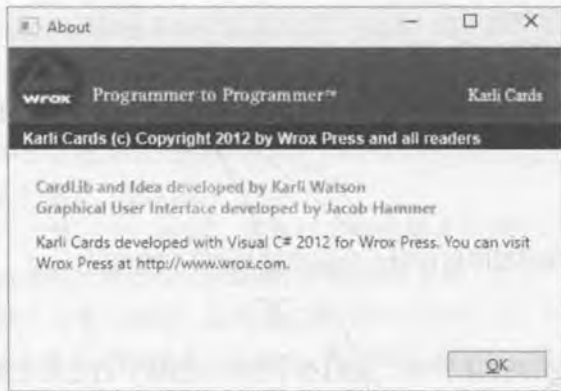 About
wrox Programmer to Programmer™ Karli Cards
Karli Cards (c) Copyright 2012 by Wrox Press and all readers
CardLib and Idea developed by Karli Watson
Graphical User Interface developed by Jacob Hammer
Karli Cards developed with Visual C# 2012 for Wrox Press. You can visit
Wrox Press at http://www.wrox.com.
OK